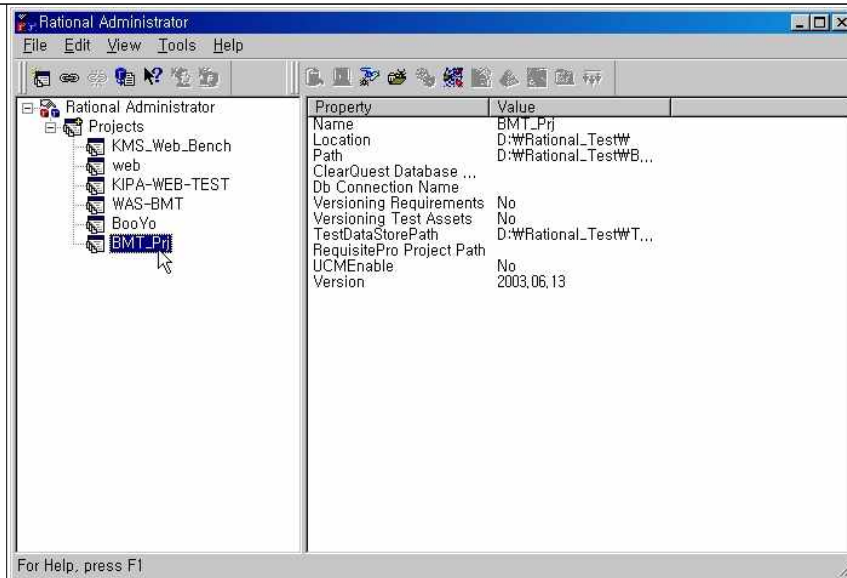 Rational Administrator
File Edit View Tools Help
Rational Administrator
Projects
KMS_Web_Bench
web
KIPA-WEB-TEST
WAS-BMT
BooYo
BMT_Prj
Property Value
Name BMT_Prj
Location D:₩Rational_Test₩
Path D:₩Rational_Test₩B...
ClearQuest Database ...
Db Connection Name
Versioning Requirements No
Versioning Test Assets No
TestDataStorePath D:₩Rational_Test₩T...
RequisitePro Project Path
UCMEnable No
Version 2003.06.13
For Help, press F1